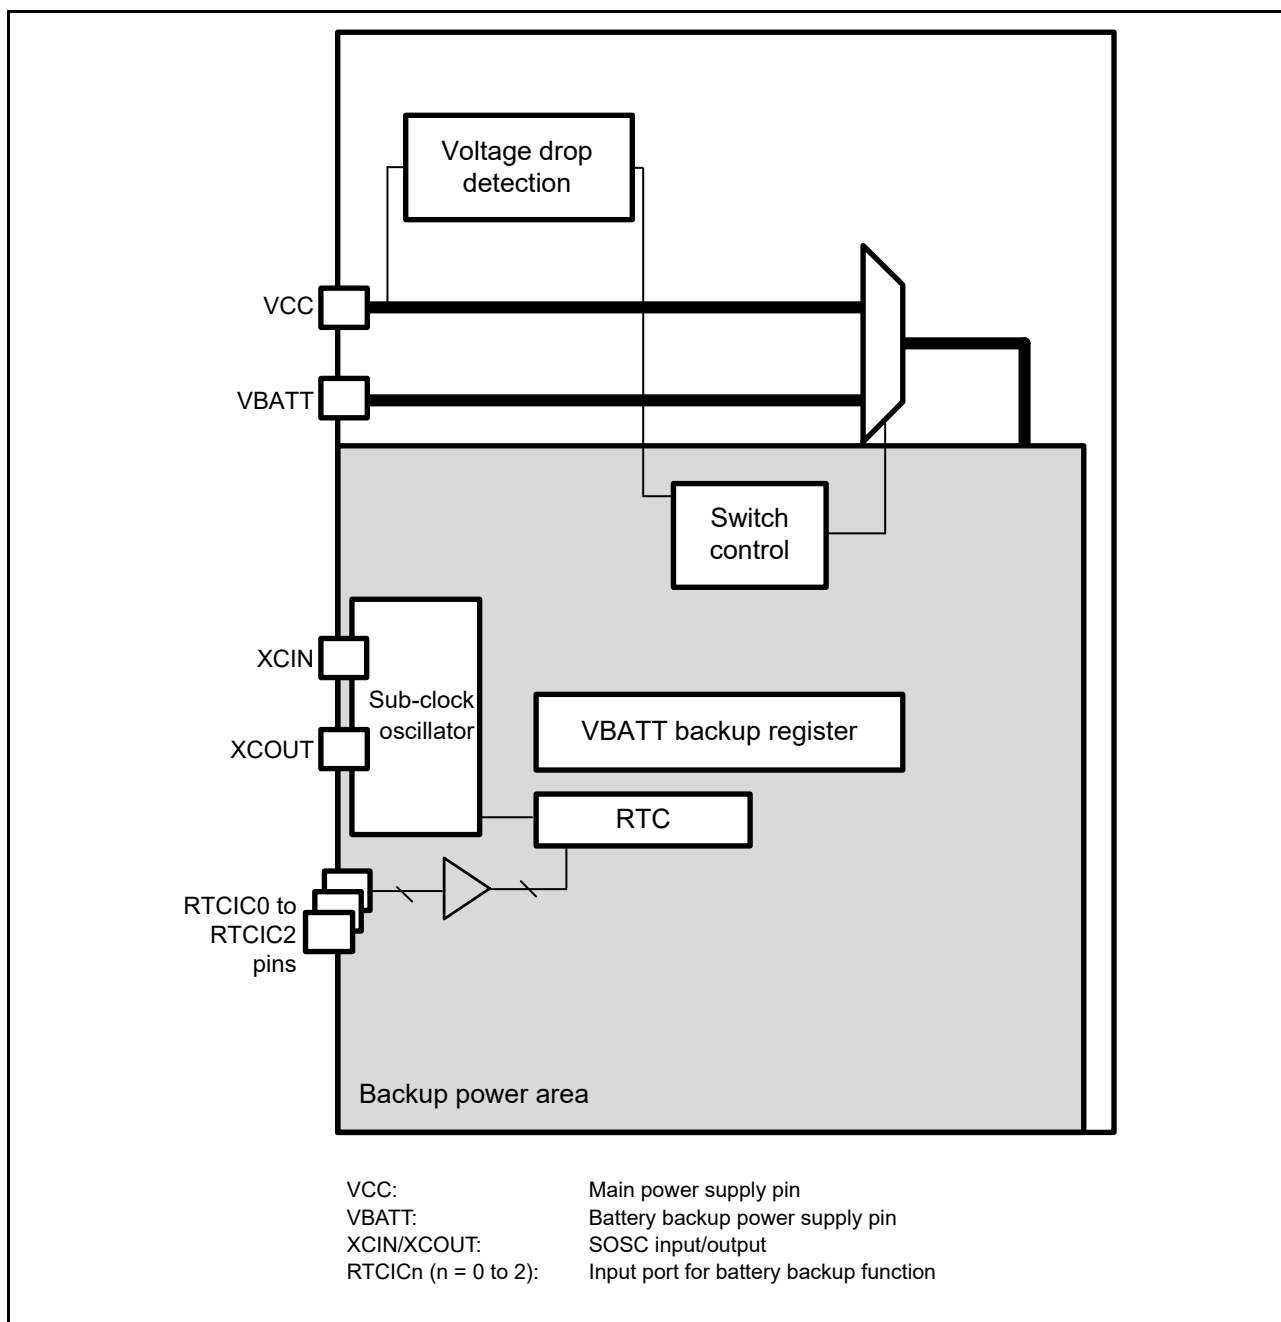 Voltage drop
detection
VCC
VBATT
Switch
control
XCIN
Sub-clock
oscillator
XCOUT
VBATT backup register
RTC
RTCIC0 to
RTCIC2
pins
Backup power area
VCC: Main power supply pin
VBATT: Battery backup power supply pin
XCIN/XCOUT: SOSC input/output
RTCICn (n = 0 to 2): Input port for battery backup function